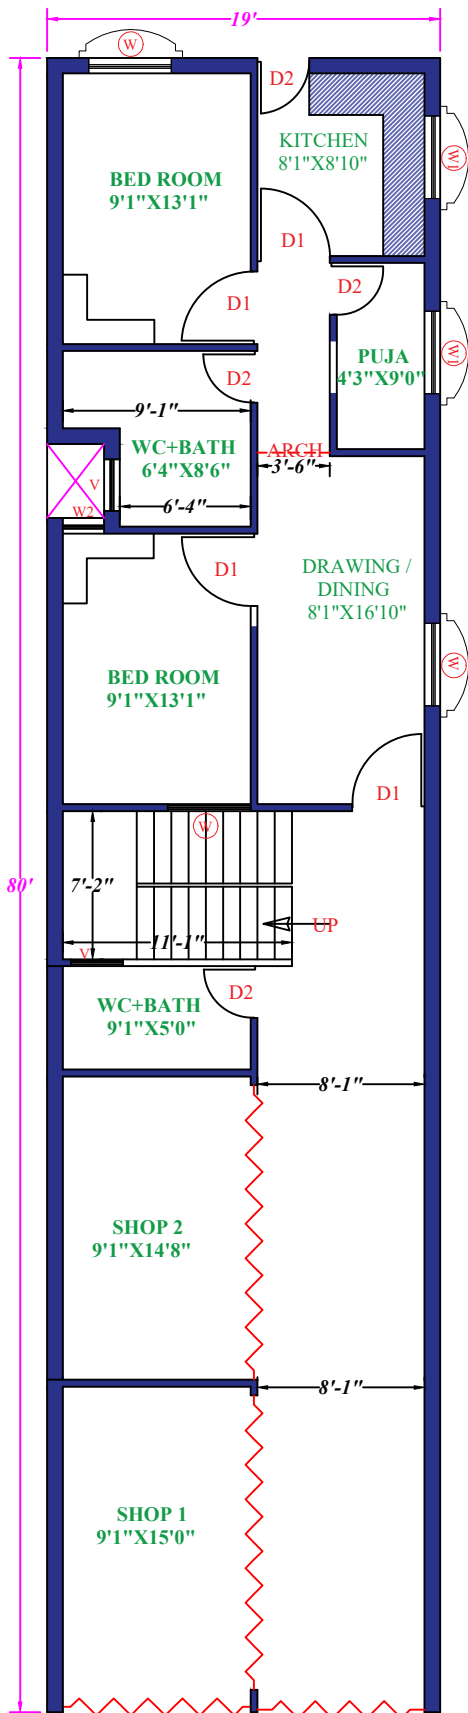 19'
W
D2
KITCHEN
8'1"X8'10"
W1
BED ROOM
9'1"X13'1"
D1
D2
D1
PUJA
4'3"X9'0"
W1
D2
9'-1"
WC+BATH
6'4"X8'6"
ARCH
3'-6"
V
W2
6'-4"
D1
DRAWING /
DINING
8'1"X16'10"
W
BED ROOM
9'1"X13'1"
D1
W
80'
7'-2"
UP
11'-1"
V
D2
WC+BATH
9'1"X5'0"
8'-1"
SHOP 2
9'1"X14'8"
8'-1"
SHOP 1
9'1"X15'0"